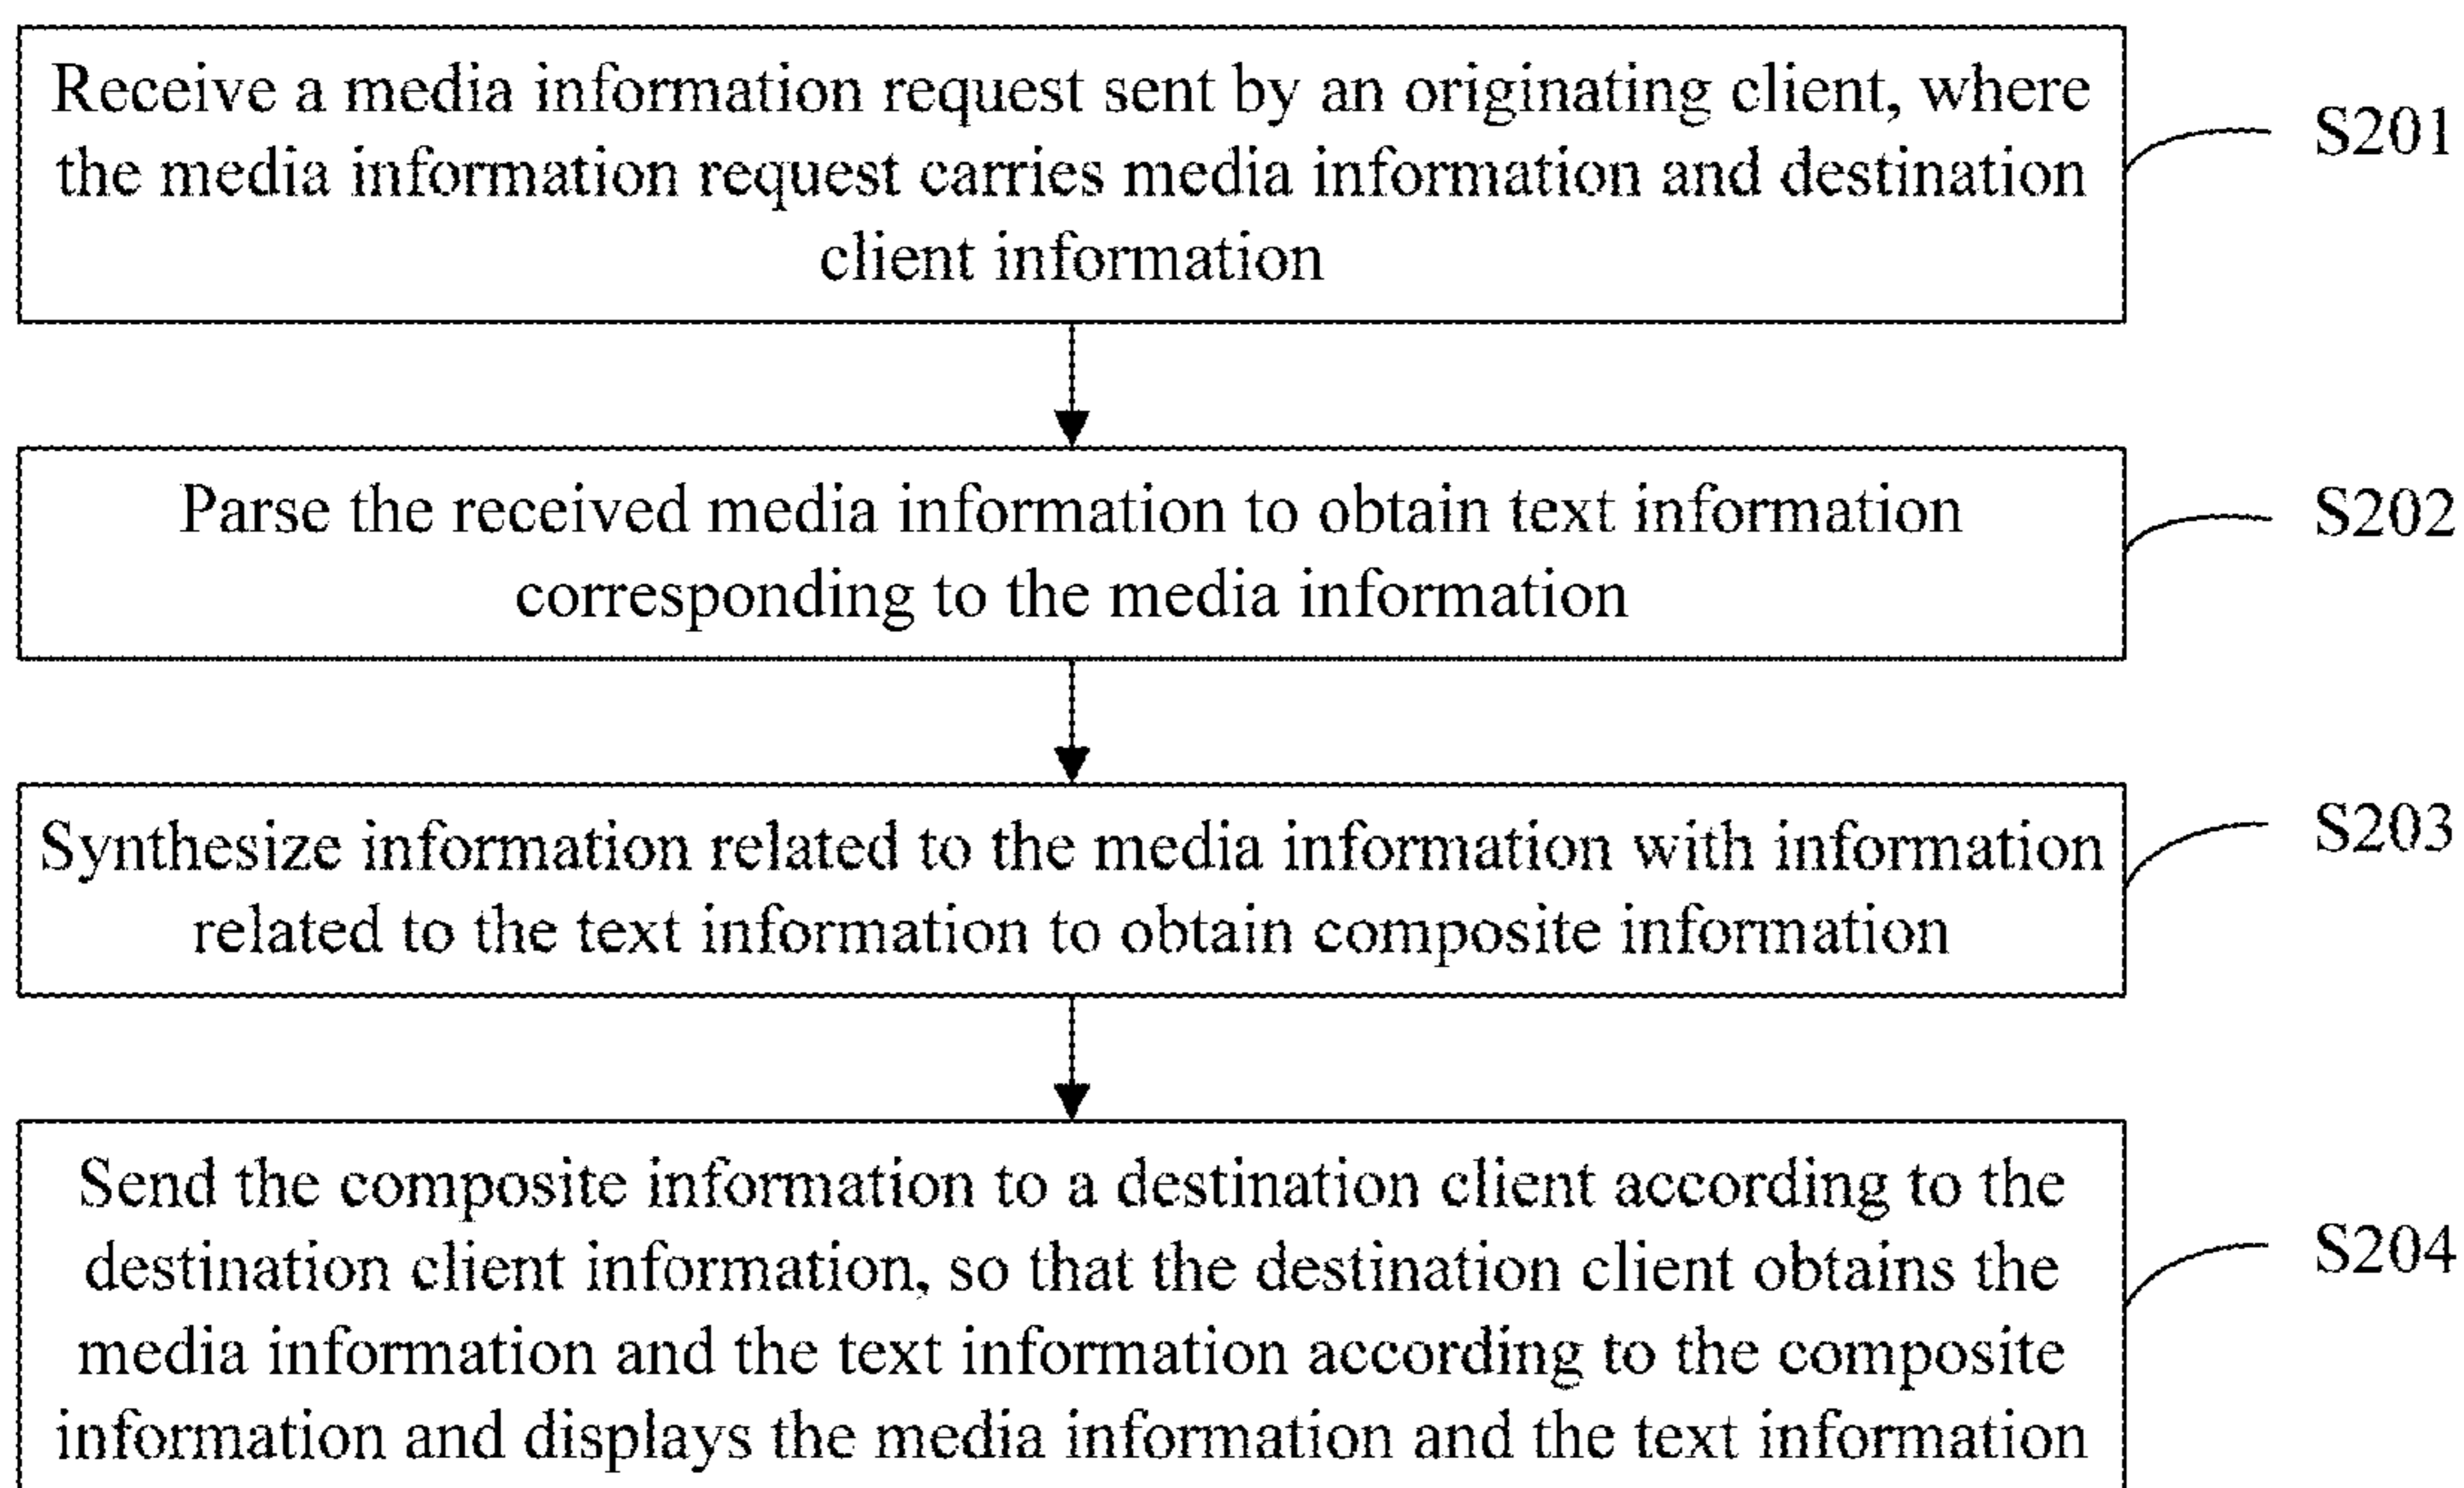 Receive a media information request sent by an originating client, where
the media information request carries media information and destination
client information
S201
Parse the received media information to obtain text information
corresponding to the media information
S202
Synthesize information related to the media information with information
related to the text information to obtain composite information
S203
Send the composite information to a destination client according to the
destination client information, so that the destination client obtains the
media information and the text information according to the composite
information and displays the media information and the text information
S204